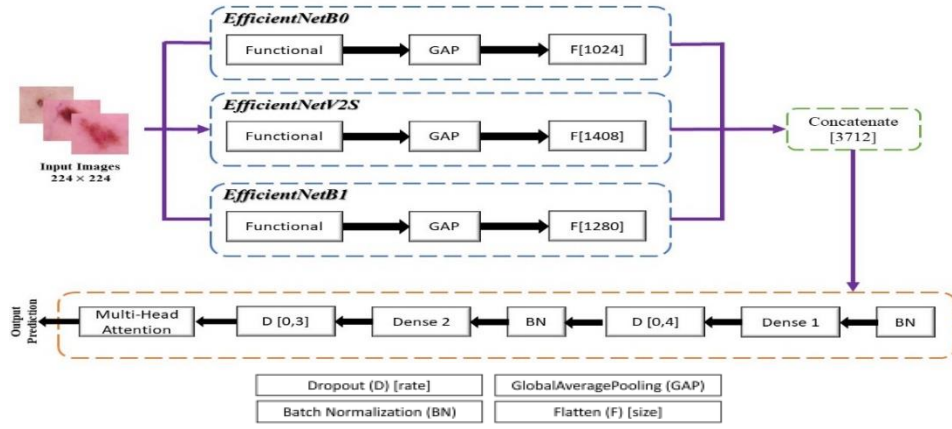 EfficientNetB0
Functional
GAP
F[1024]
EfficientNetV2S
Functional
GAP
F[1408]
EfficientNetB1
Functional
GAP
F[1280]
Input Images
224 × 224
Concatenate
[3712]
Output
Prediction
Multi-Head
Attention
D [0,3]
Dense 2
BN
D [0,4]
Dense 1
BN
Dropout (D) [rate]
GlobalAveragePooling (GAP)
Batch Normalization (BN)
Flatten (F) [size]